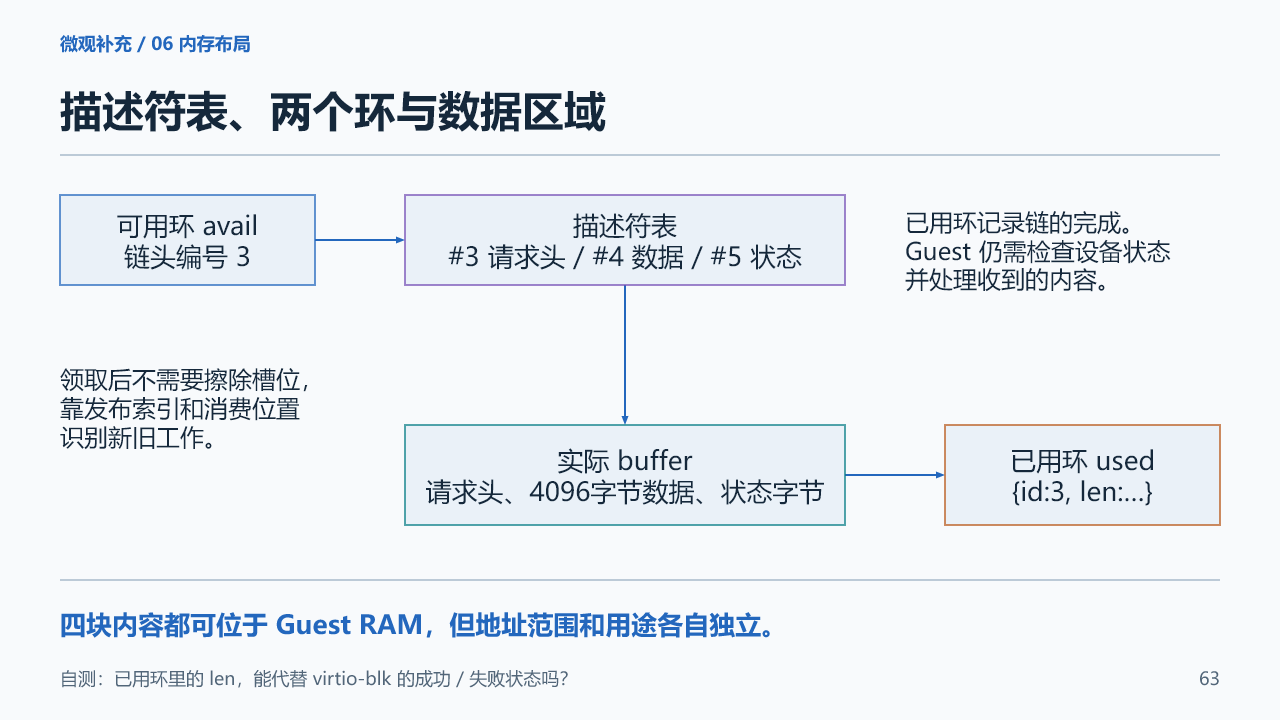 微观补充 / 06 内存布局
描述符表、两个环与数据区域
可用环 avail
链头编号 3
描述符表
#3 请求头 / #4 数据 / #5 状态
已用环记录链的完成。
Guest 仍需检查设备状态
并处理收到的内容。
领取后不需要擦除槽位，
靠发布索引和消费位置
识别新旧工作。
实际 buffer
请求头、4096字节数据、状态字节
已用环 used
{id:3, len:…}
四块内容都可位于 Guest RAM，但地址范围和用途各自独立。
自测：已用环里的 len，能代替 virtio-blk 的成功 / 失败状态吗？
63